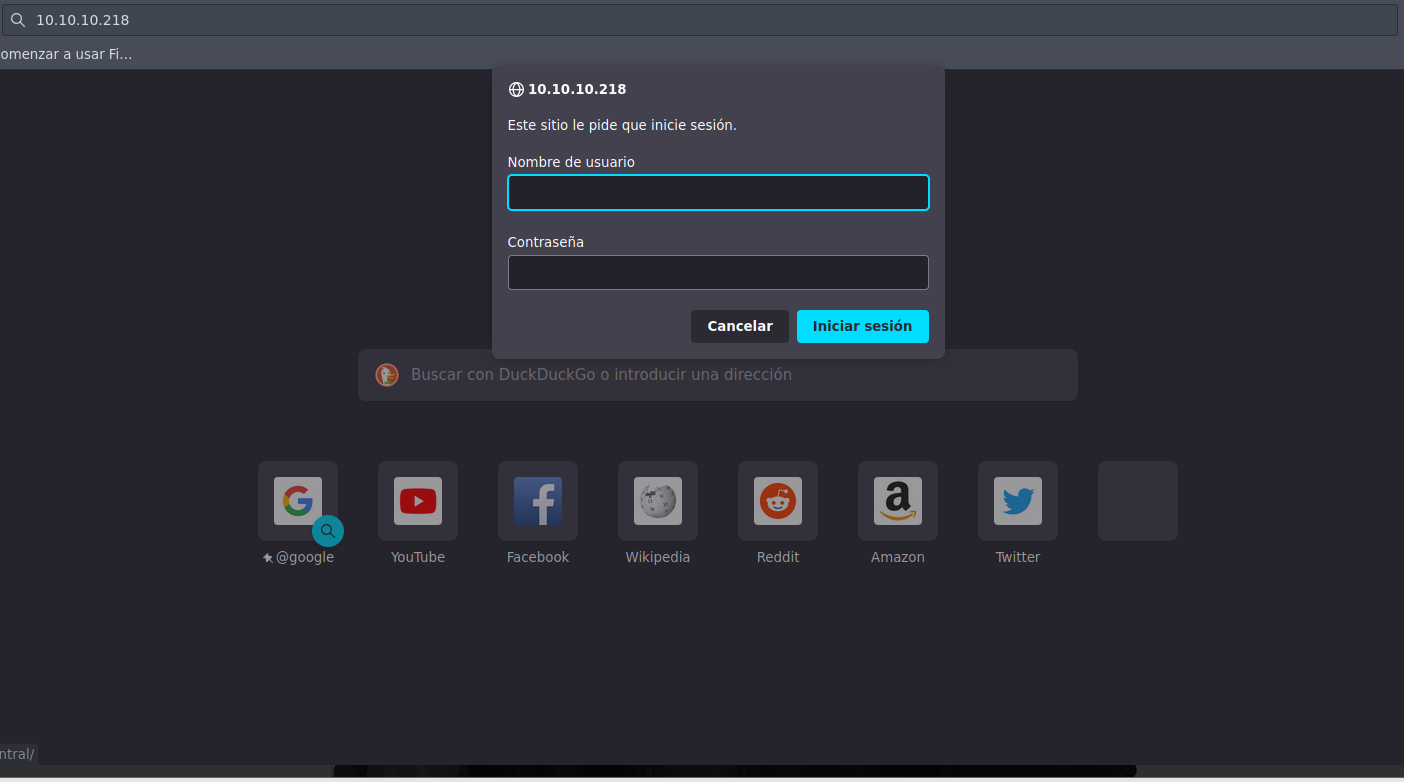 10.10.10.218
omenzar a usar Fi...
10.10.10.218
Este sitio le pide que inicie sesión.
Nombre de usuario
Contraseña
Cancelar Iniciar sesión
Buscar con DuckDuckGo o introducir una dirección
@google YouTube Facebook Wikipedia Reddit Amazon Twitter
ntral/